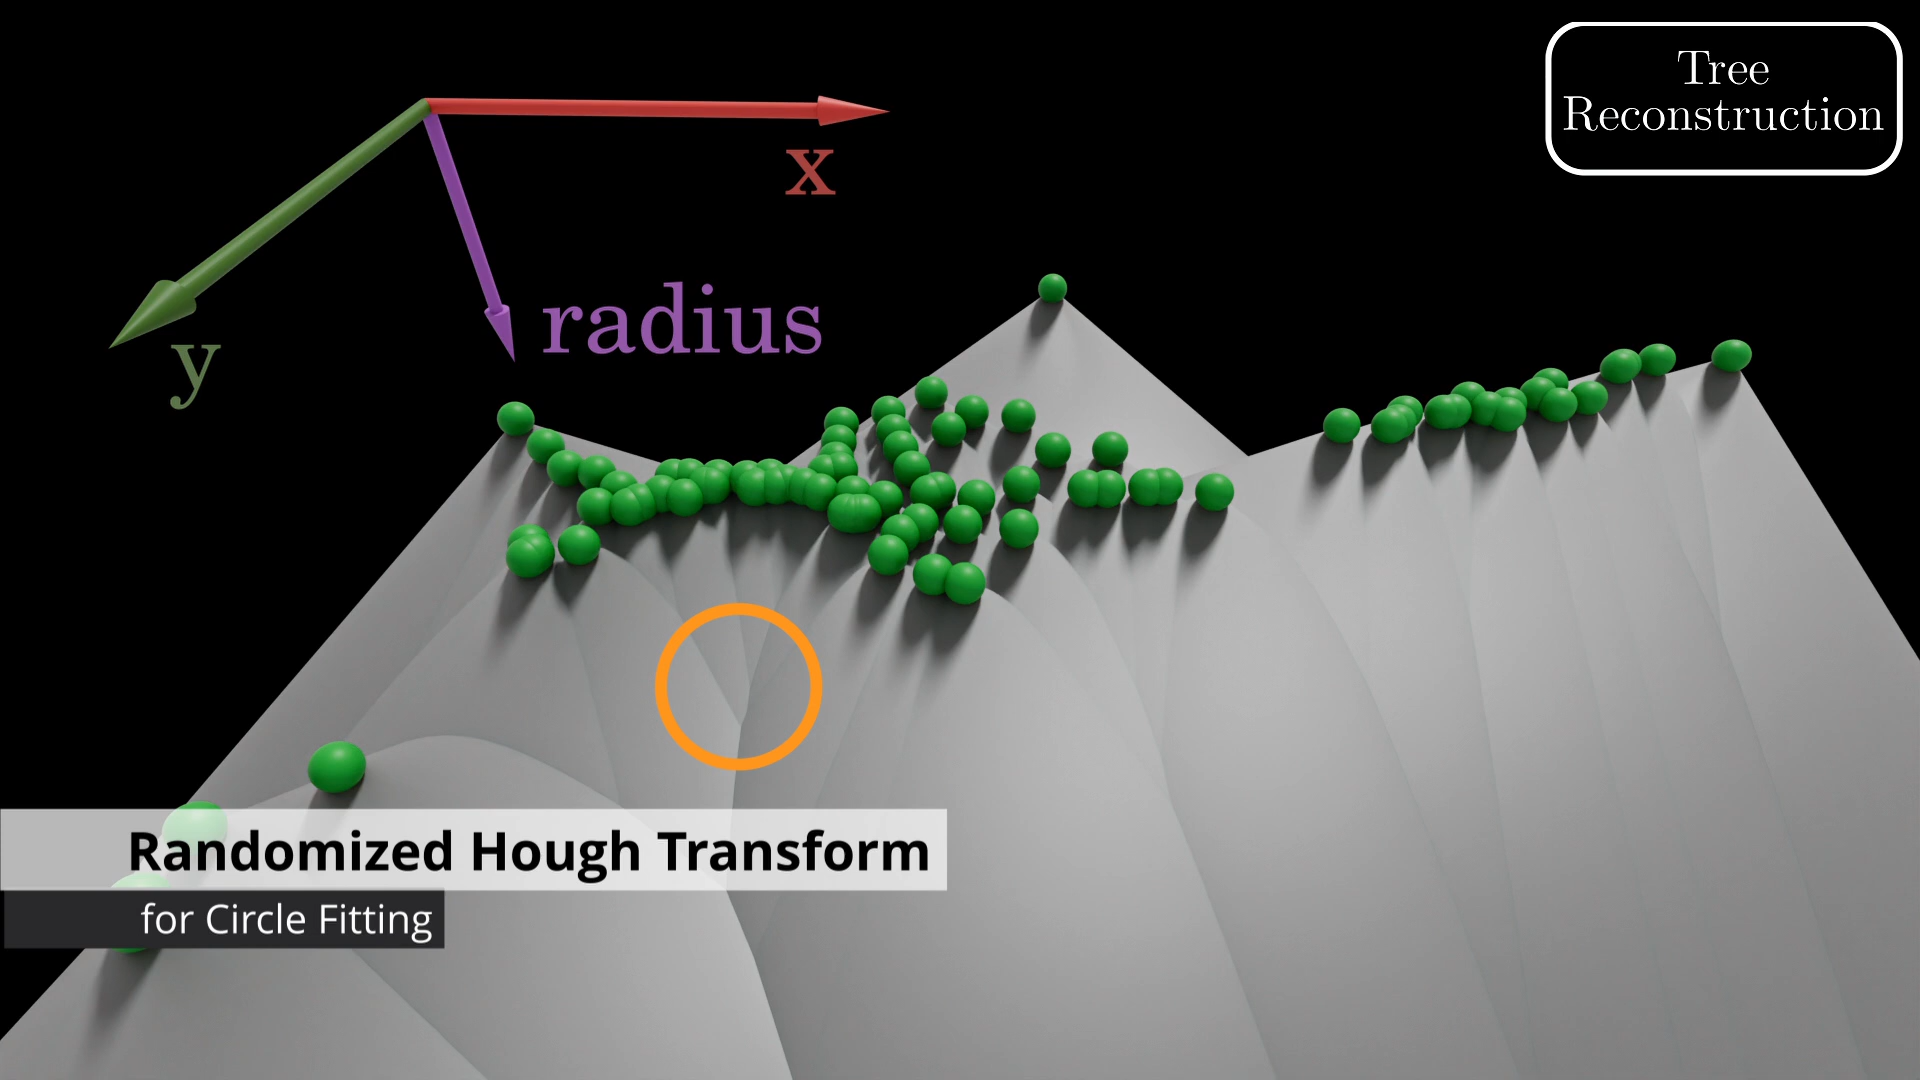 Tree
Reconstruction
x
radius
y
Randomized Hough Transform
for Circle Fitting